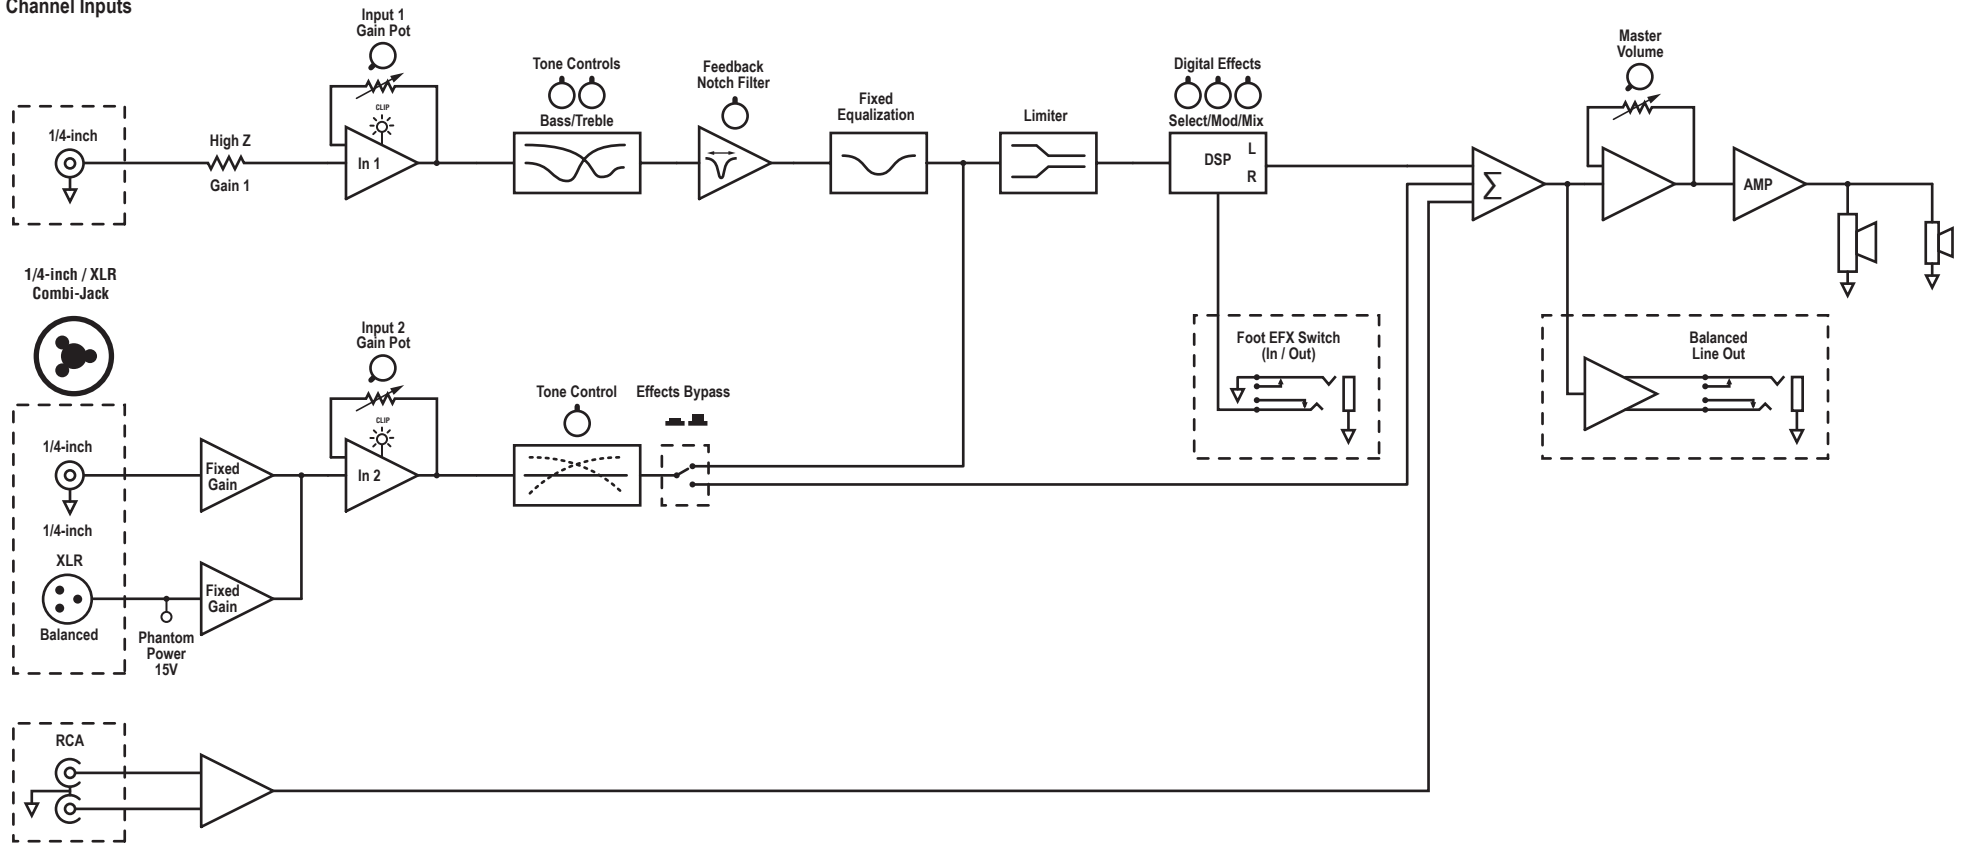 Channel Inputs
Input 1
Gain Pot
CLIP
1/4-inch
High Z
Gain 1
In 1
Tone Controls
Bass/Treble
Feedback
Notch Filter
Fixed
Equalization
Limiter
Digital Effects
Select/Mod/Mix
DSP
L
R
Σ
Master
Volume
AMP
1/4-inch / XLR
Combi-Jack
Input 2
Gain Pot
CLIP
1/4-inch
Fixed
Gain
In 2
Tone Control
Effects Bypass
Foot EFX Switch
(In / Out)
Balanced
Line Out
1/4-inch
XLR
Balanced
Phantom
Power
15V
Fixed
Gain
RCA